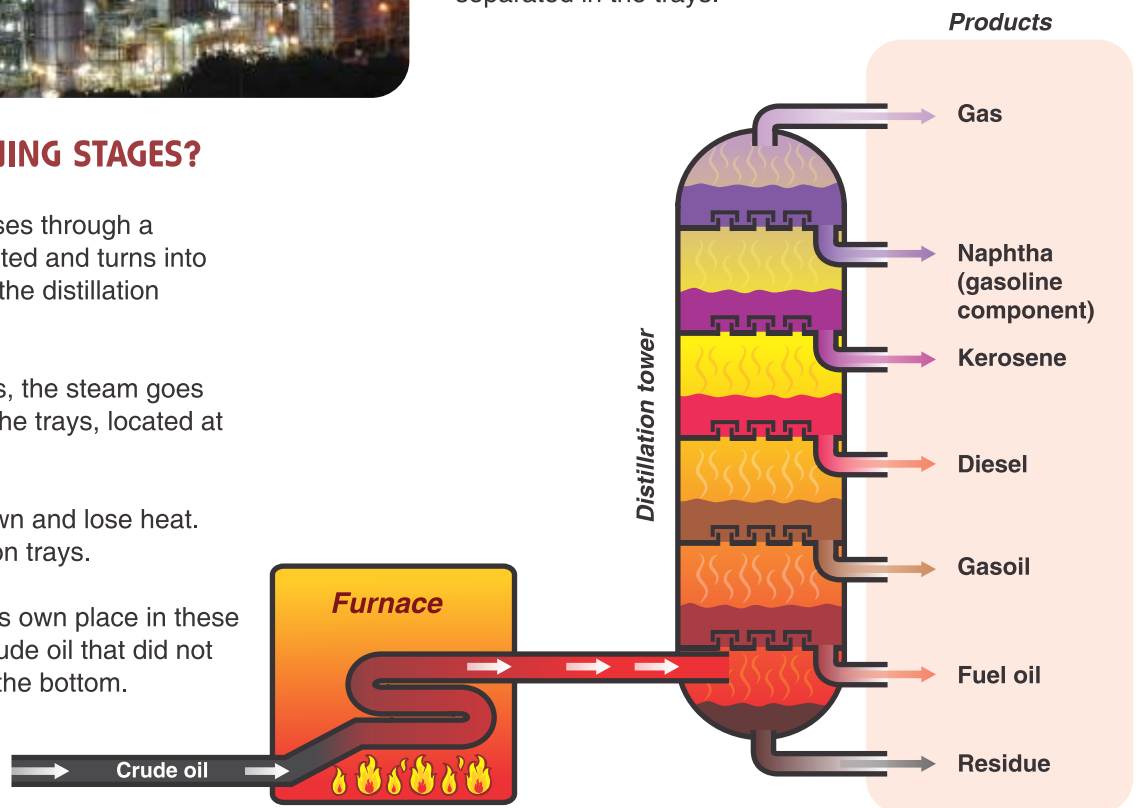 separated in the trays.
NING STAGES?
ses through a
ted and turns into
the distillation
s, the steam goes
he trays, located at
wn and lose heat.
on trays.
s own place in these
ude oil that did not
the bottom.
Products
Gas
Naphtha
(gasoline
component)
Kerosene
Diesel
Gasoil
Fuel oil
Residue
Distillation tower
Furnace
Crude oil